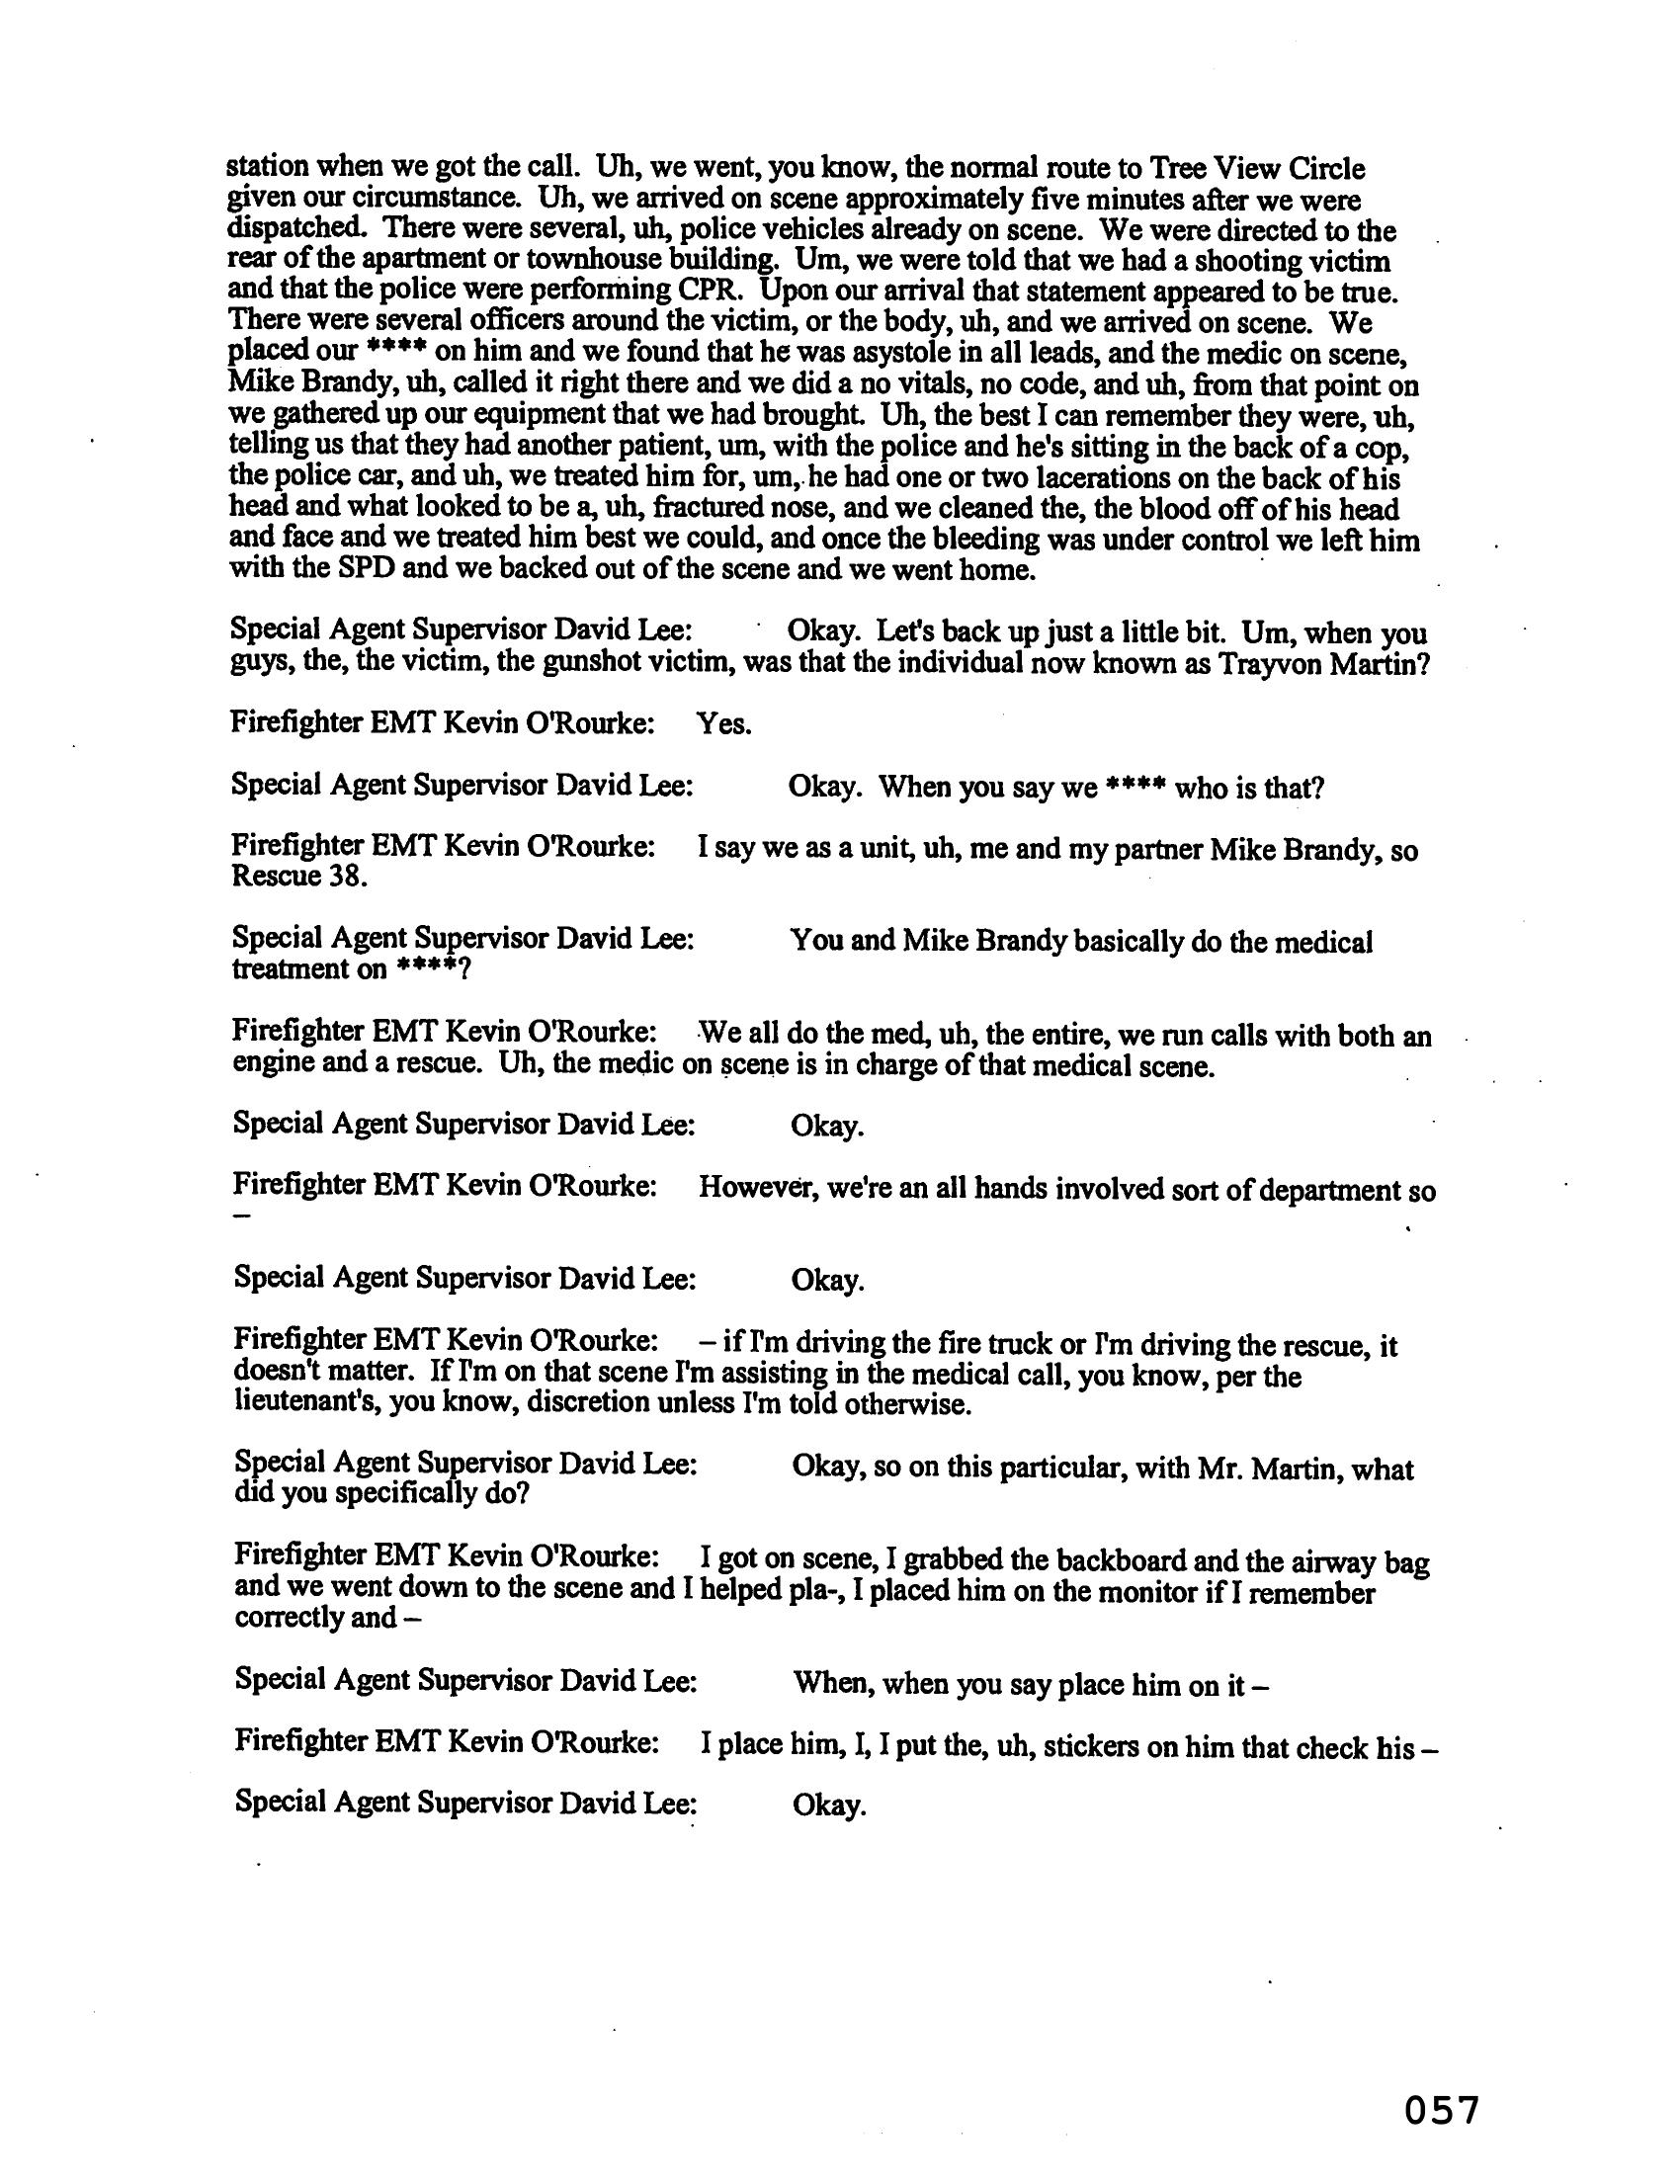 station when we got the call.  Uh, we went, you know, the normal route to Tree View Circle
given our circumstance.  Uh, we arrived on scene approximately five minutes after we were
dispatched.  There were several, uh, police vehicles already on scene.  We were directed to the
rear of the apartment or townhouse building.  Um, we were told that we had a shooting victim
and that the police were performing CPR.  Upon our arrival that statement appeared to be true.
There were several officers around the victim, or the body, uh, and we arrived on scene.  We
placed our **** on him and we found that he was asystole in all leads, and the medic on scene,
Mike Brandy, uh, called it right there and we did a no vitals, no code, and uh, from that point on
we gathered up our equipment that we had brought.  Uh, the best I can remember they were, uh,
telling us that they had another patient, um, with the police and he's sitting in the back of a cop,
the police car, and uh, we treated him for, um, he had one or two lacerations on the back of his
head and what looked to be a, uh, fractured nose, and we cleaned the, the blood off of his head
and face and we treated him best we could, and once the bleeding was under control we left him
with the SPD and we backed out of the scene and we went home.
Special Agent Supervisor David Lee: Okay.  Let's back up just a little bit.  Um, when you
guys, the, the victim, the gunshot victim, was that the individual now known as Trayvon Martin?
Firefighter EMT Kevin O'Rourke: Yes.
Special Agent Supervisor David Lee: Okay.  When you say we **** who is that?
Firefighter EMT Kevin O'Rourke: I say we as a unit, uh, me and my partner Mike Brandy, so
Rescue 38.
Special Agent Supervisor David Lee: You and Mike Brandy basically do the medical
treatment on ****?
Firefighter EMT Kevin O'Rourke: We all do the med, uh, the entire, we run calls with both an
engine and a rescue.  Uh, the medic on scene is in charge of that medical scene.
Special Agent Supervisor David Lee: Okay.
Firefighter EMT Kevin O'Rourke: However, we're an all hands involved sort of department so
–
Special Agent Supervisor David Lee: Okay.
Firefighter EMT Kevin O'Rourke: – if I'm driving the fire truck or I'm driving the rescue, it
doesn't matter.  If I'm on that scene I'm assisting in the medical call, you know, per the
lieutenant's, you know, discretion unless I'm told otherwise.
Special Agent Supervisor David Lee: Okay, so on this particular, with Mr. Martin, what
did you specifically do?
Firefighter EMT Kevin O'Rourke: I got on scene, I grabbed the backboard and the airway bag
and we went down to the scene and I helped pla-, I placed him on the monitor if I remember
correctly and –
Special Agent Supervisor David Lee: When, when you say place him on it –
Firefighter EMT Kevin O'Rourke: I place him, I, I put the, uh, stickers on him that check his –
Special Agent Supervisor David Lee: Okay.
057